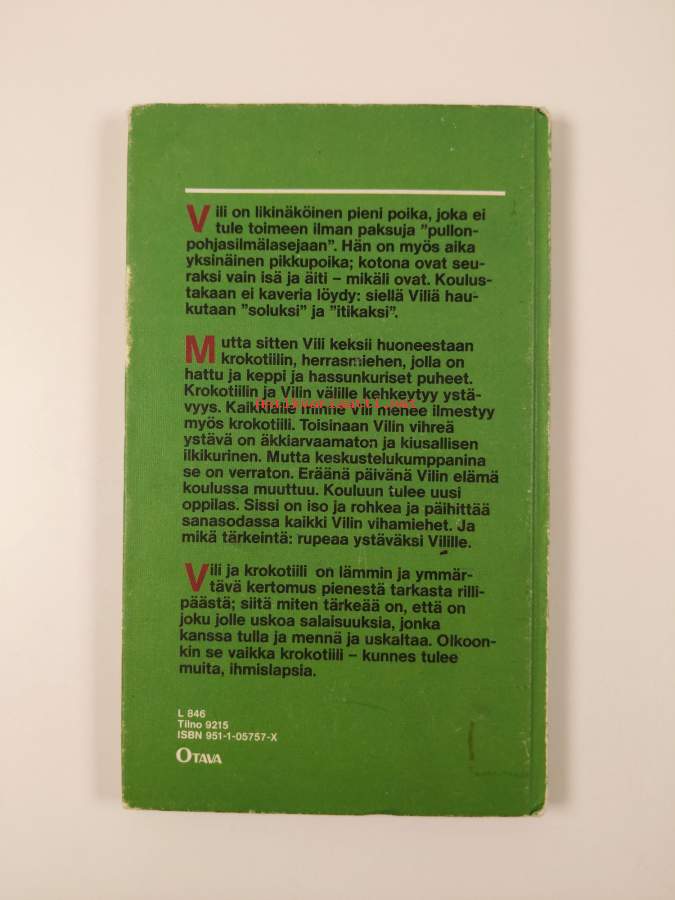 Vili on likinäköinen pieni poika, joka ei
tule toimeen ilman paksuja ”pullon-
pohjasilmälasejaan”. Hän on myös aika
yksinäinen pikkupoika; kotona ovat seu-
raksi vain isä ja äiti – mikäli ovat. Koulus-
takaan ei kaveria löydy: siellä Viliä hau-
kutaan ”soluksi” ja ”itikaksi”.
Mutta sitten Vili keksii huoneestaan
krokotiilin, herrasmiehen, jolla on
hattu ja keppi ja hassunkuriset puheet.
Krokotiilin ja Vilin välille kehkeytyy ystä-
vyys. Kaikkialle minne Vili menee ilmestyy
myös krokotiili. Toisinaan Vilin vihreä
ystävä on äkkiarvaamaton ja kiusallisen
ilkikurinen. Mutta keskustelukumppanina
se on verraton. Eräänä päivänä Vilin elämä
koulussa muuttuu. Kouluun tulee uusi
oppilas. Sissi on iso ja rohkea ja päihittää
sanasodassa kaikki Vilin vihamiehet. Ja
mikä tärkeintä: rupeaa ystäväksi Vilille.
Vili ja krokotiili on lämmin ja ymmär-
tävä kertomus pienestä tarkasta rilli-
päästä; siitä miten tärkeää on, että on
joku jolle uskoa salaisuuksia, jonka
kanssa tulla ja mennä ja uskaltaa. Olkoon-
kin se vaikka krokotiili – kunnes tulee
muita, ihmislapsia.
L 846
Tilno 9215
ISBN 951-1-05757-X
OTAVA